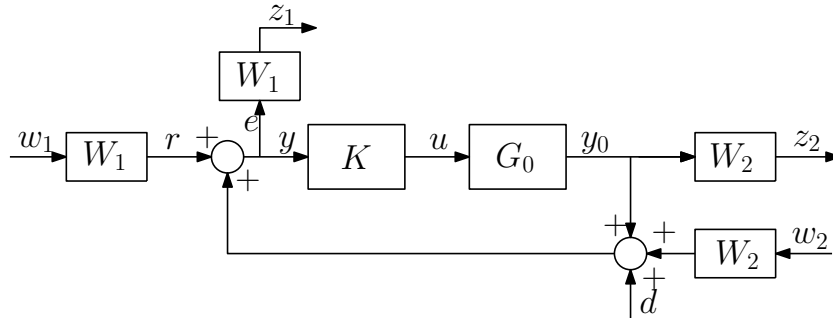 z₁
W₁
w₁
W₁
r
+
+
e
y
K
u
G₀
y₀
W₂
z₂
+
+
+
W₂
w₂
d